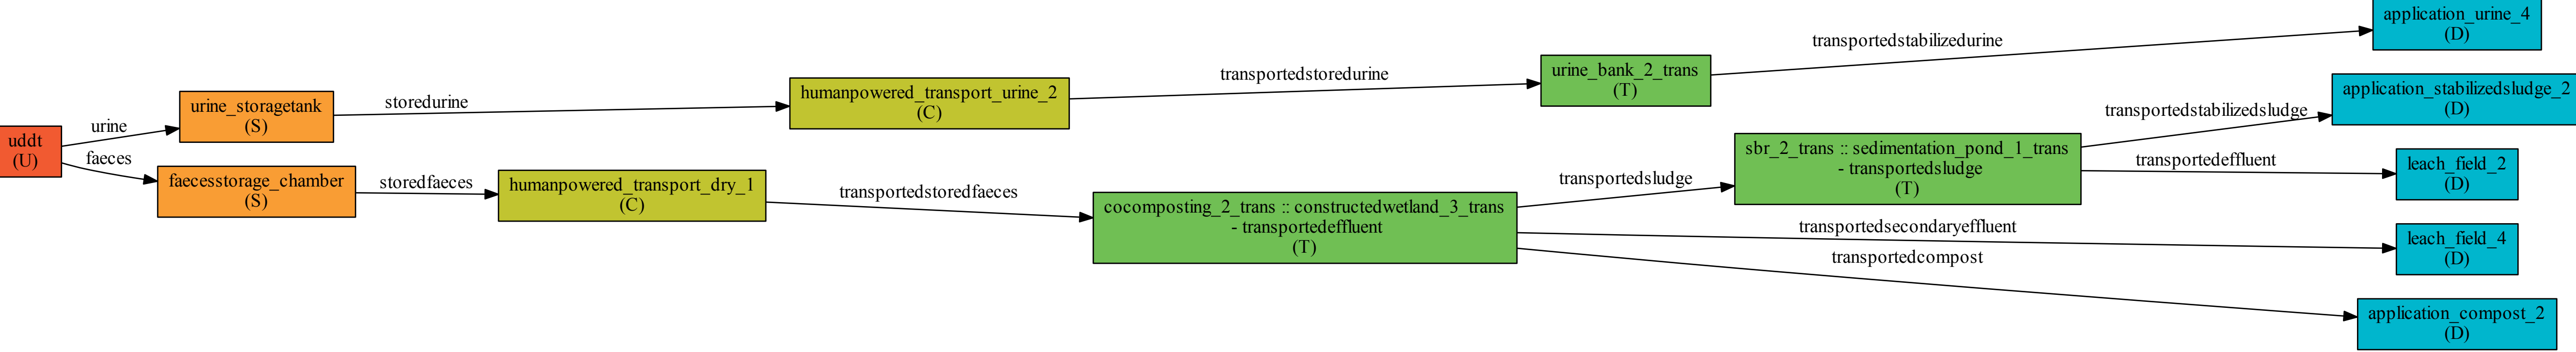 uddt
(U)
urine
faeces
urine_storagetank
(S)
faecesstorage_chamber
(S)
storedurine
storedfaeces
humanpowered_transport_urine_2
(C)
humanpowered_transport_dry_1
(C)
transportedstoredurine
transportedstoredfaeces
urine_bank_2_trans
(T)
cocomposting_2_trans :: constructedwetland_3_trans
- transportedeffluent
(T)
transportedsludge
sbr_2_trans :: sedimentation_pond_1_trans
- transportedsludge
(T)
transportedstabilizedurine
transportedstabilizedsludge
transportedeffluent
transportedsecondaryeffluent
transportedcompost
application_urine_4
(D)
application_stabilizedsludge_2
(D)
leach_field_2
(D)
leach_field_4
(D)
application_compost_2
(D)